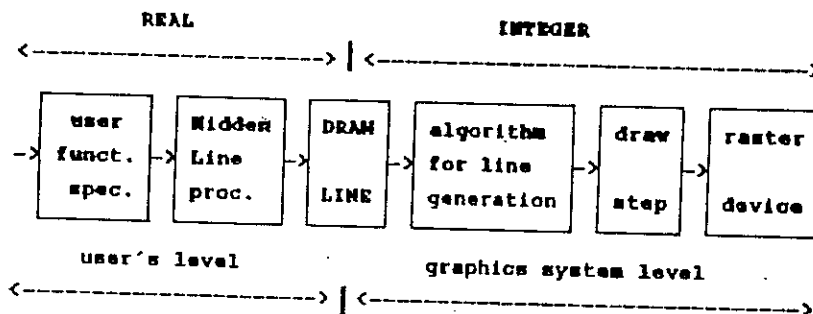 REAL INTEGER
<---------------------> | <------------------------------>
user Hidden DRAW algorithm draw raster
-> funct. -> Line -> -> for line -> ->
spec. proc. LINE generation step device
user's level graphics system level
<---------------------> | <------------------------------>